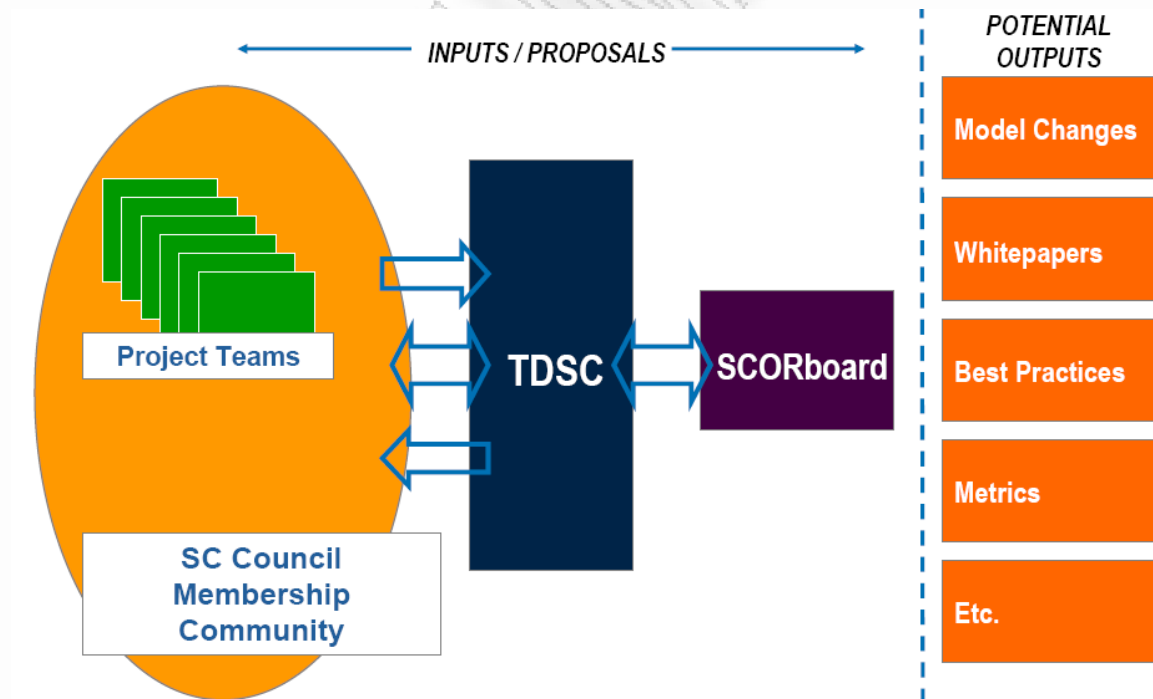 INPUTS / PROPOSALS
POTENTIAL
OUTPUTS
Project Teams
SC Council
Membership
Community
TDSC
SCORboard
Model Changes
Whitepapers
Best Practices
Metrics
Etc.